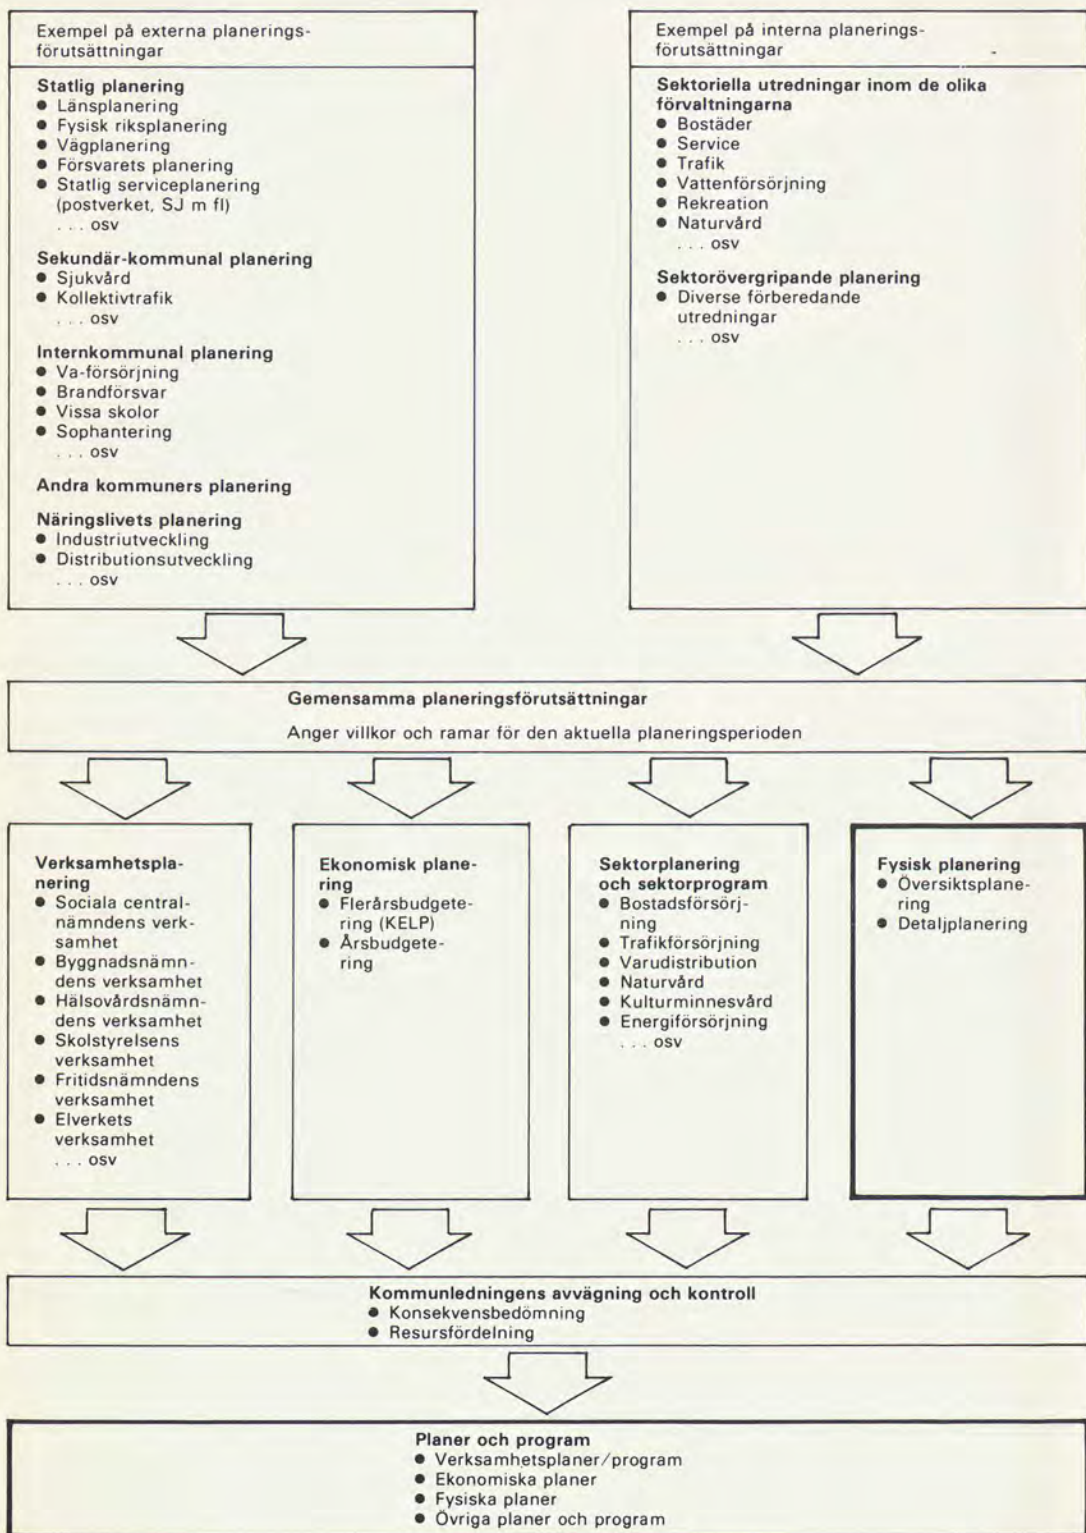 Exempel på externa planerings-
förutsättningar
Statlig planering
● Länsplanering
● Fysisk riksplanering
● Vägplanering
● Försvarets planering
● Statlig serviceplanering
(postverket, SJ m fl)
. . . osv
Sekundär-kommunal planering
● Sjukvård
● Kollektivtrafik
. . . osv
Internkommunal planering
● Va-försörjning
● Brandförsvar
● Vissa skolor
● Sophantering
. . . osv
Andra kommuners planering
Näringslivets planering
● Industriutveckling
● Distributionsutveckling
. . . osv
Exempel på interna planerings-
förutsättningar
Sektoriella utredningar inom de olika
förvaltningarna
● Bostäder
● Service
● Trafik
● Vattenförsörjning
● Rekreation
● Naturvård
. . . osv
Sektorövergripande planering
● Diverse förberedande
utredningar
. . . osv
Gemensamma planeringsförutsättningar
Anger villkor och ramar för den aktuella planeringsperioden
Verksamhetspla-
nering
● Sociala central-
nämndens verk-
samhet
● Byggnadsnämn-
dens verksamhet
● Hälsovårdsnämn-
dens verksamhet
● Skolstyrelsens
verksamhet
● Fritidsnämndens
verksamhet
● Elverkets
verksamhet
. . . osv
Ekonomisk plane-
ring
● Flerårsbudgete-
ring (KELP)
● Årsbudgete-
ring
Sektorplanering
och sektorprogram
● Bostadsförsörj-
ning
● Trafikförsörjning
● Varudistribution
● Naturvård
● Kulturminnesvård
● Energiförsörjning
. . . osv
Fysisk planering
● Översiktsplane-
ring
● Detaljplanering
Kommunledningens avvägning och kontroll
● Konsekvensbedömning
● Resursfördelning
Planer och program
● Verksamhetsplaner/program
● Ekonomiska planer
● Fysiska planer
● Övriga planer och program